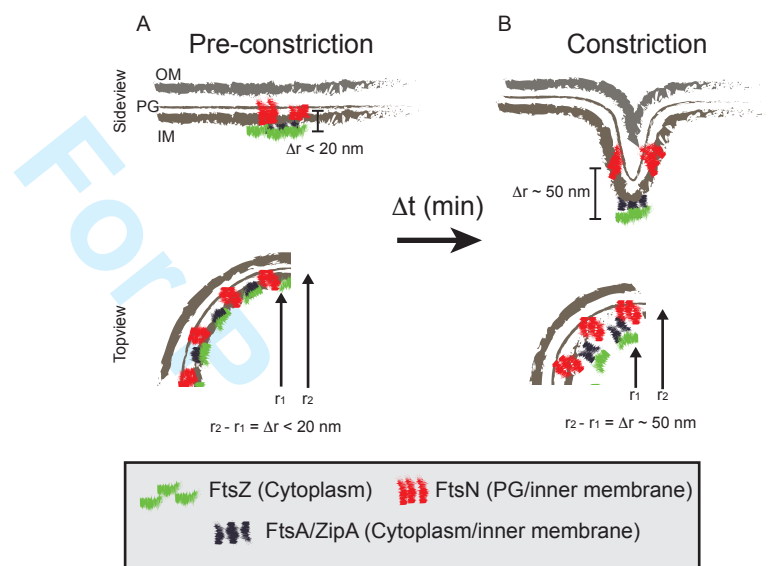 A
B
Pre-constriction
Constriction
Sideview
OM
PG
IM
Δr < 20 nm
Δr ~ 50 nm
Δt (min)
For P
Topview
r1
r2
r2 - r1 = Δr < 20 nm
r1
r2
r2 - r1 = Δr ~ 50 nm
FtsZ (Cytoplasm)
FtsN (PG/inner membrane)
FtsA/ZipA (Cytoplasm/inner membrane)